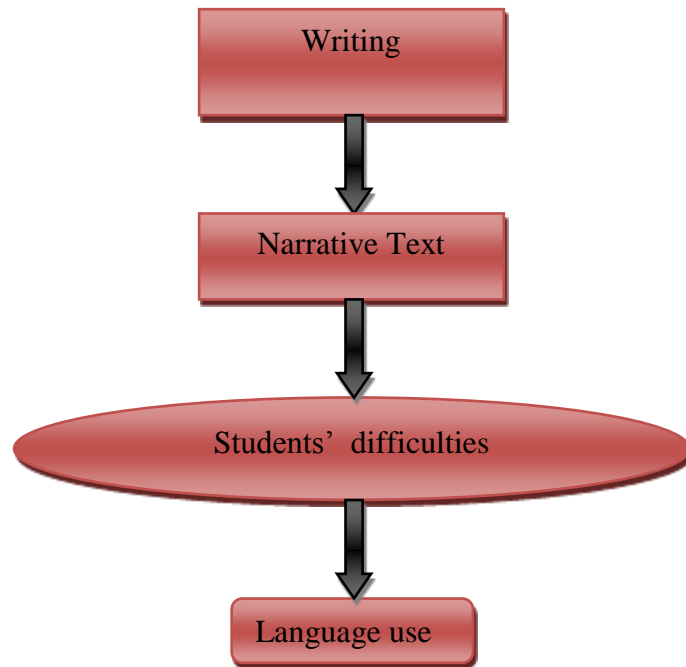 Writing
Narrative Text
Students’ difficulties
Language use